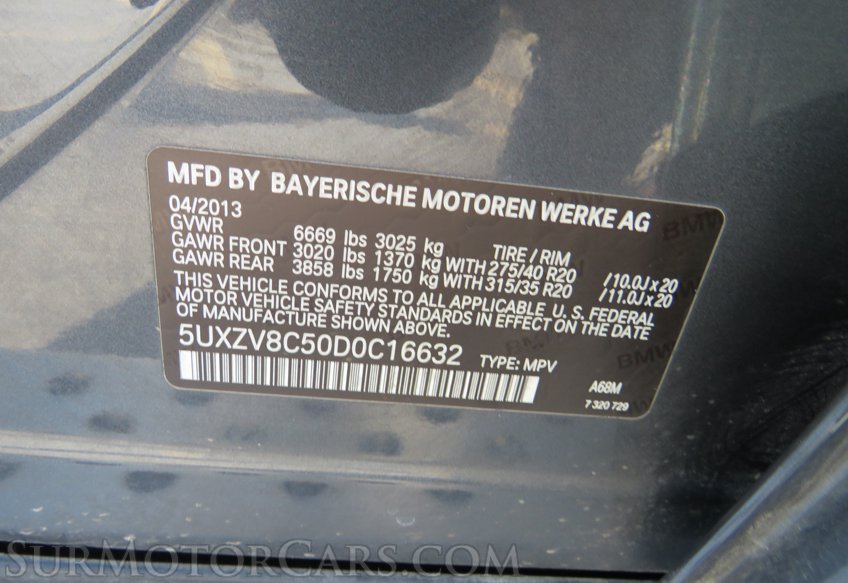 MFD BY BAYERISCHE MOTOREN WERKE AG
04/2013
GVWR 6669 lbs 3025 kg TIRE / RIM
GAWR FRONT 3020 lbs 1370 kg WITH 275/40 R20 /10.0J x 20
GAWR REAR 3858 lbs 1750 kg WITH 315/35 R20 /11.0J x 20
THIS VEHICLE CONFORMS TO ALL APPLICABLE U. S. FEDERAL
MOTOR VEHICLE SAFETY STANDARDS IN EFFECT ON THE DATE
OF MANUFACTURE SHOWN ABOVE.
5UXZV8C50D0C16632 TYPE: MPV
A68M
7 320 729
SurMotorCars.com